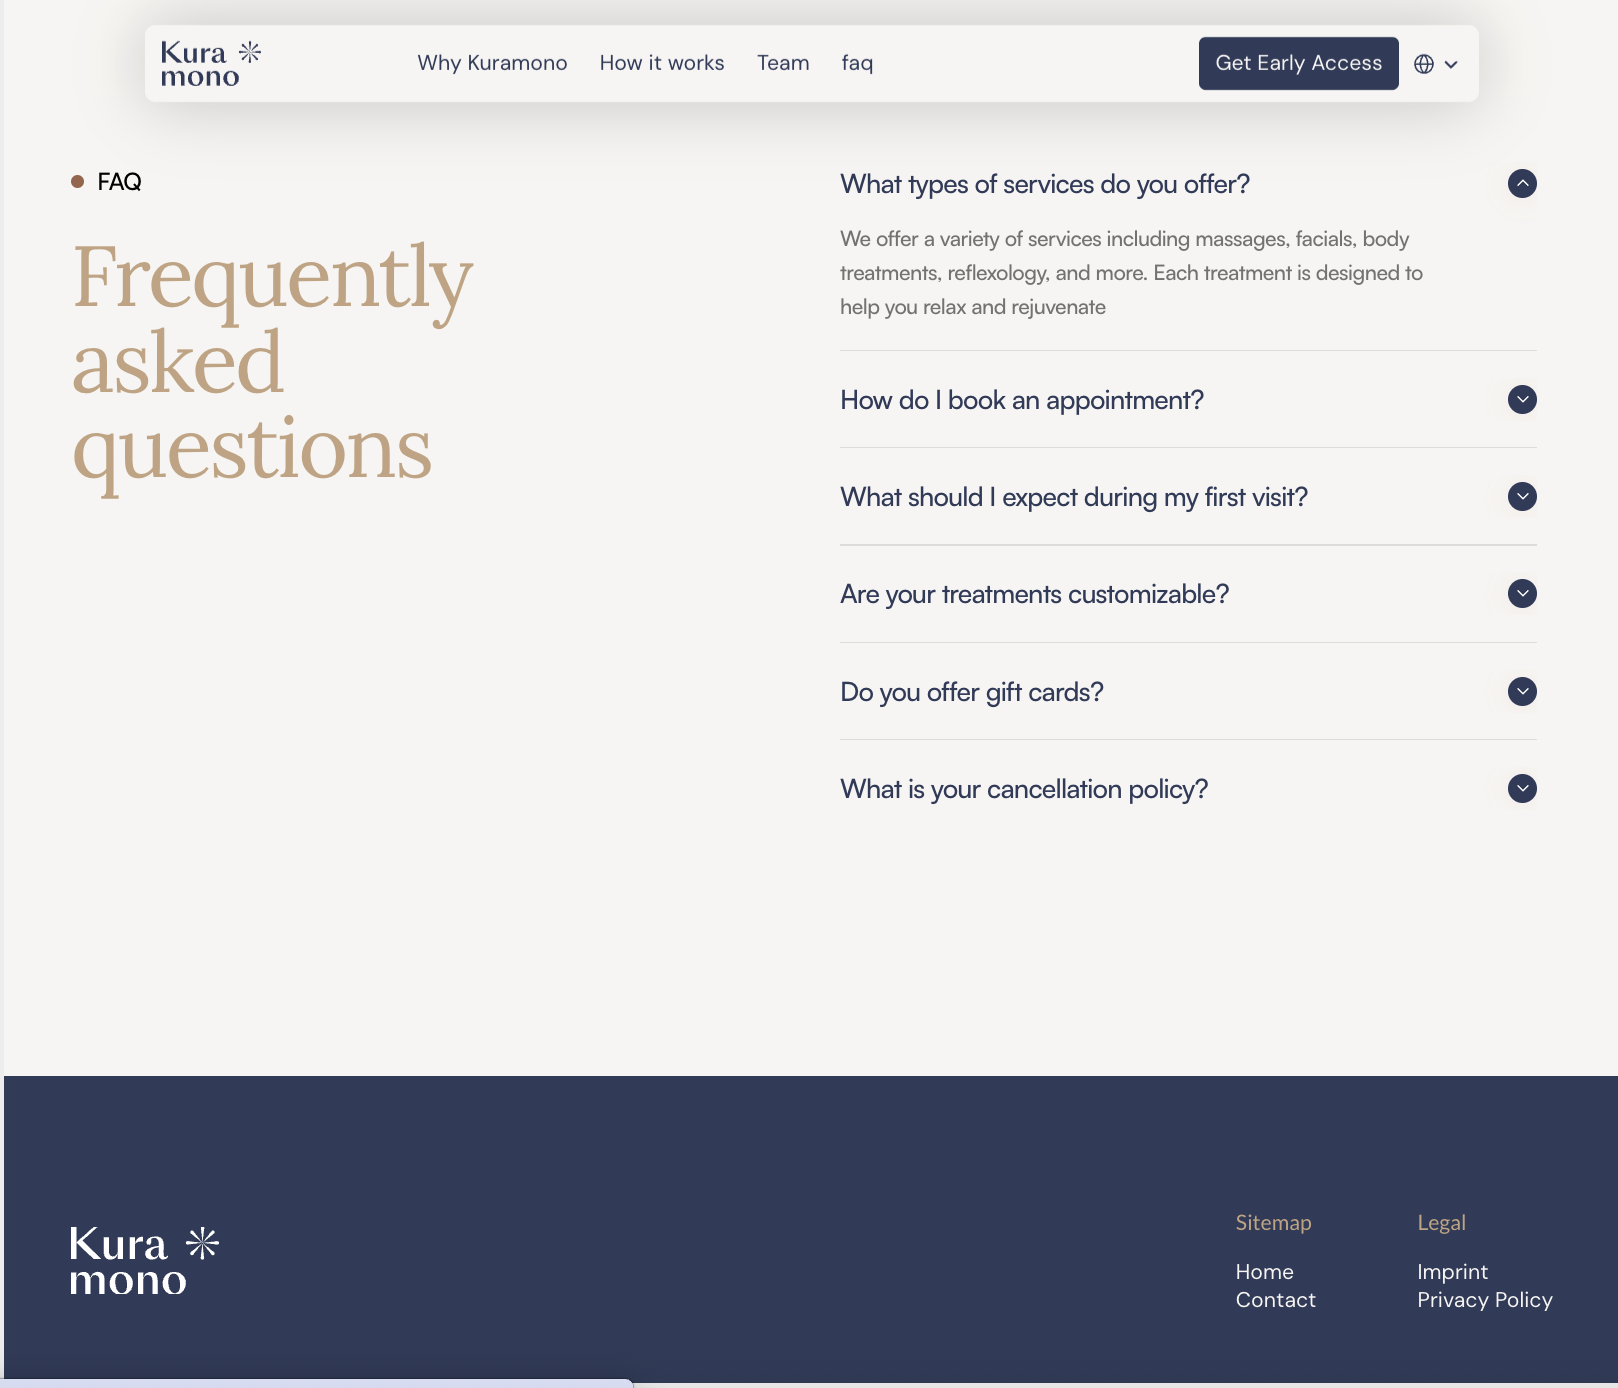 Kura
mono
Why Kuramono
How it works
Team
faq
Get Early Access
FAQ
Frequently
asked
questions
What types of services do you offer?
We offer a variety of services including massages, facials, body
treatments, reflexology, and more. Each treatment is designed to
help you relax and rejuvenate
How do I book an appointment?
What should I expect during my first visit?
Are your treatments customizable?
Do you offer gift cards?
What is your cancellation policy?
Kura
mono
Sitemap
Home
Contact
Legal
Imprint
Privacy Policy